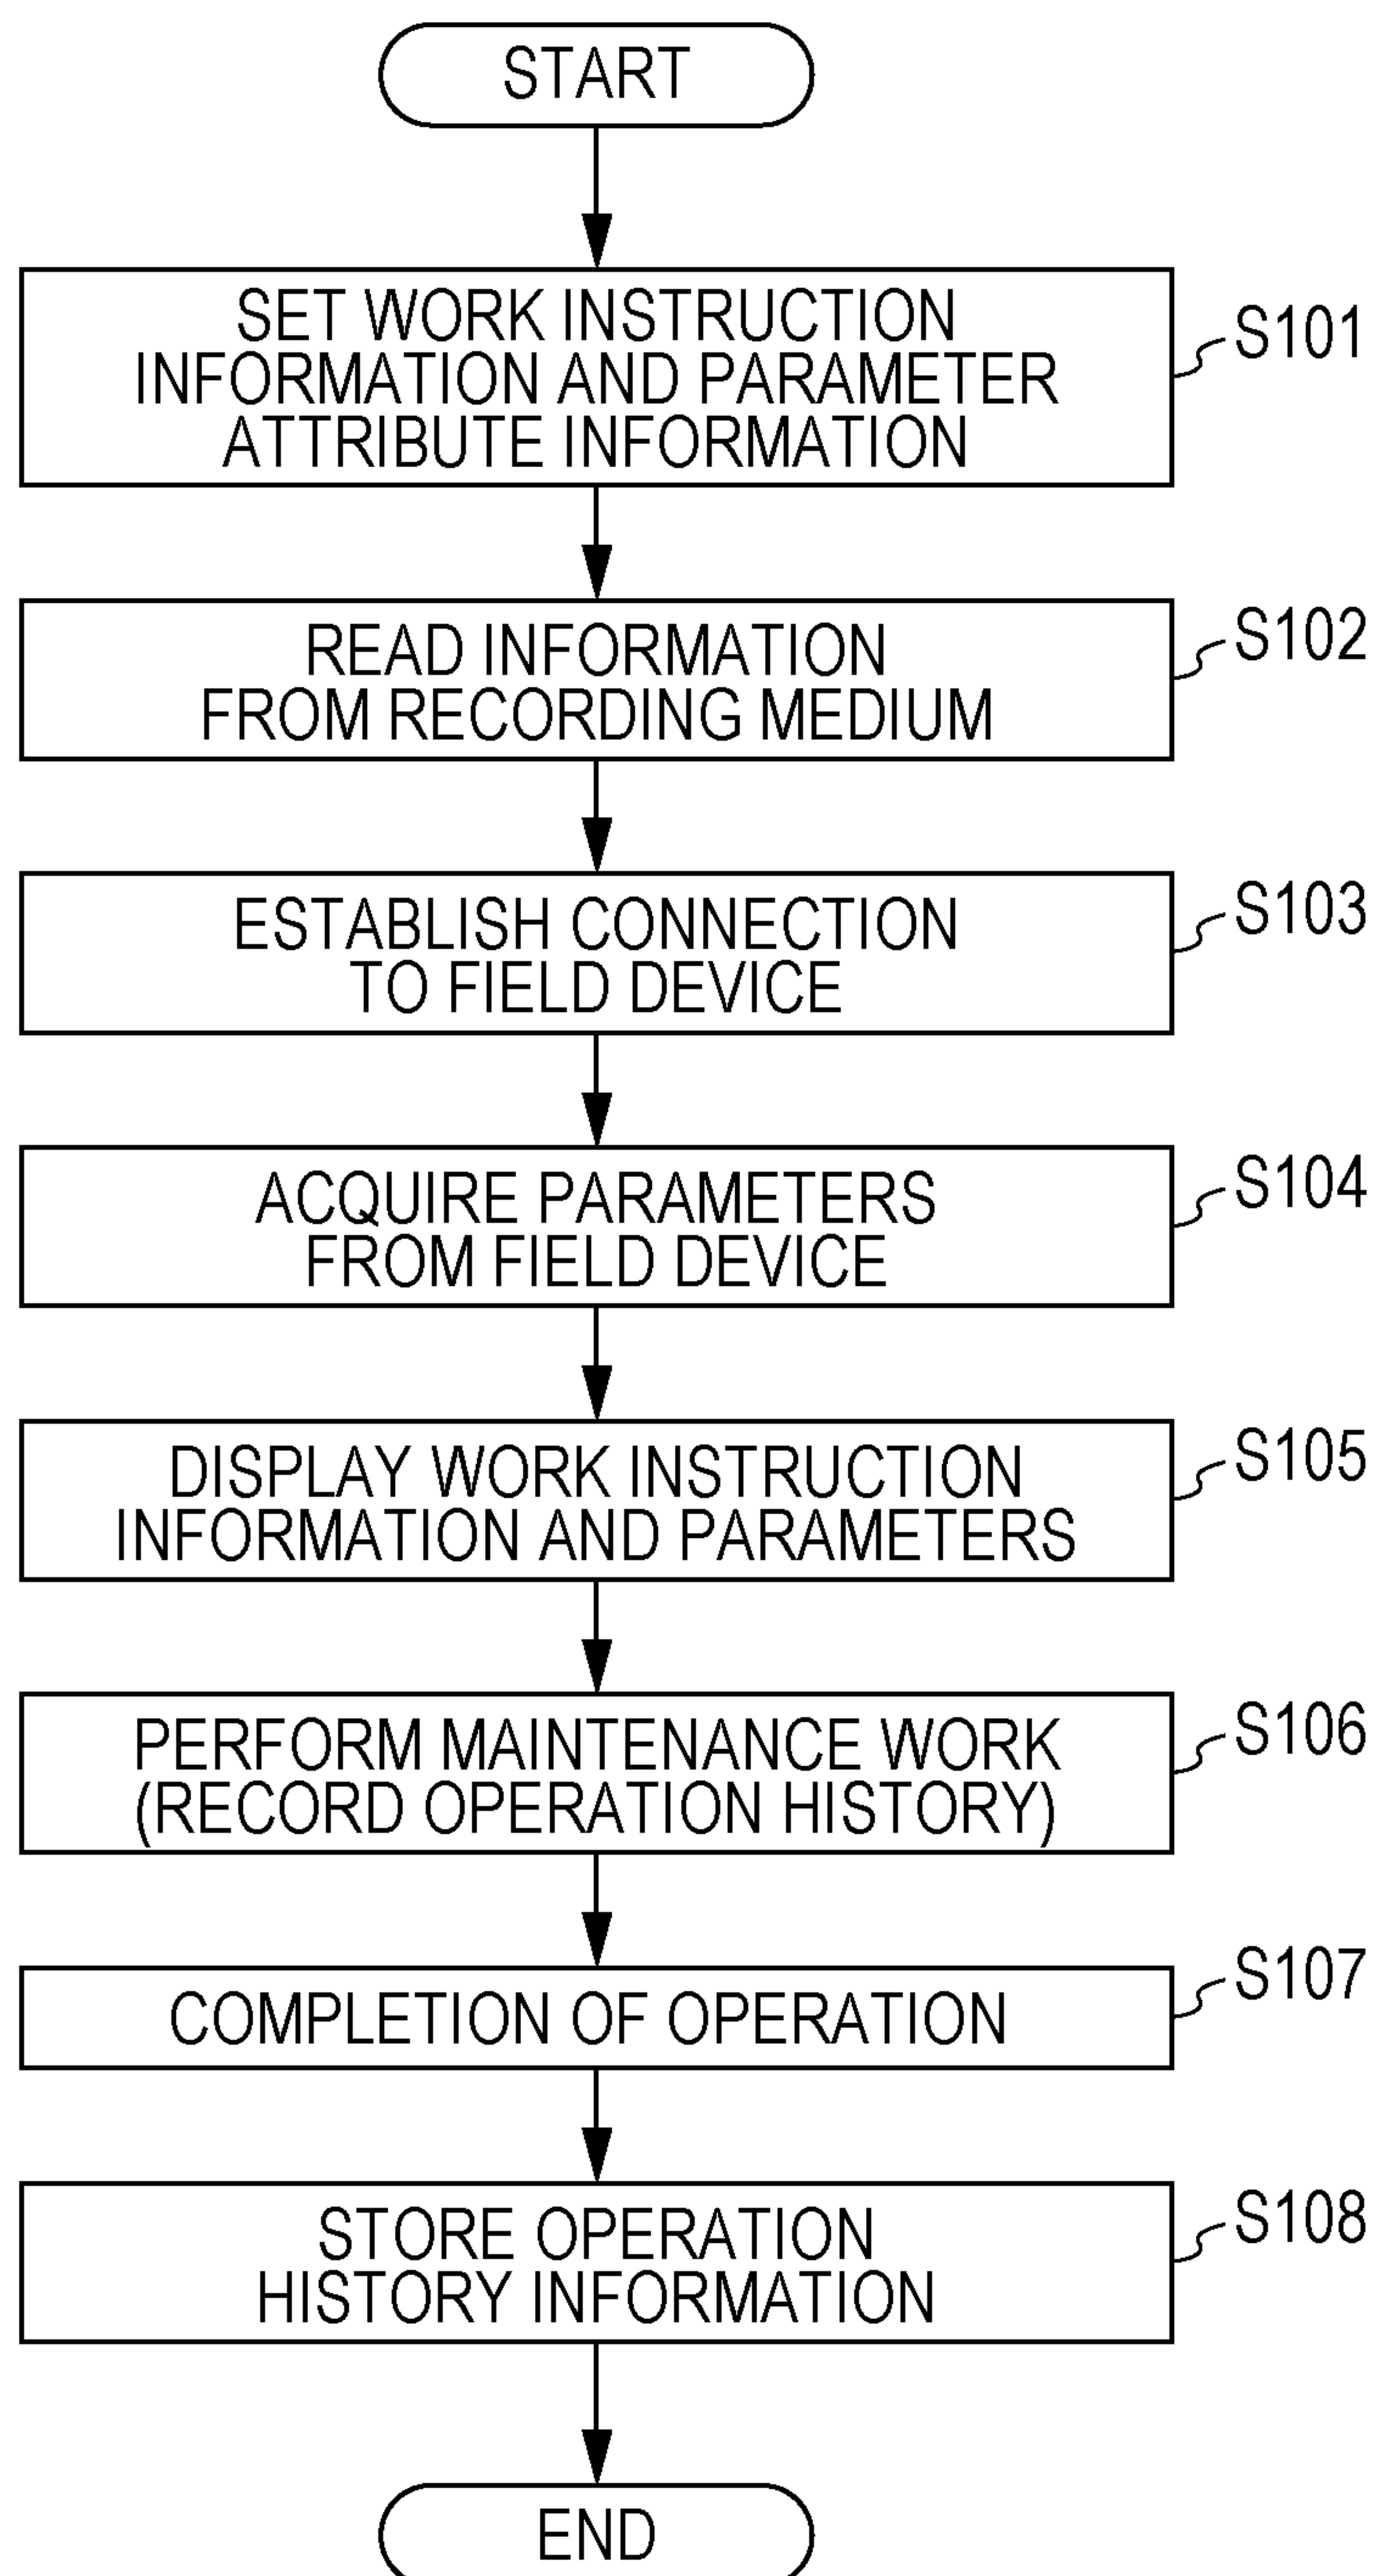 START
SET WORK INSTRUCTION
INFORMATION AND PARAMETER
ATTRIBUTE INFORMATION
S101
READ INFORMATION
FROM RECORDING MEDIUM
S102
ESTABLISH CONNECTION
TO FIELD DEVICE
S103
ACQUIRE PARAMETERS
FROM FIELD DEVICE
S104
DISPLAY WORK INSTRUCTION
INFORMATION AND PARAMETERS
S105
PERFORM MAINTENANCE WORK
(RECORD OPERATION HISTORY)
S106
COMPLETION OF OPERATION
S107
STORE OPERATION
HISTORY INFORMATION
S108
END